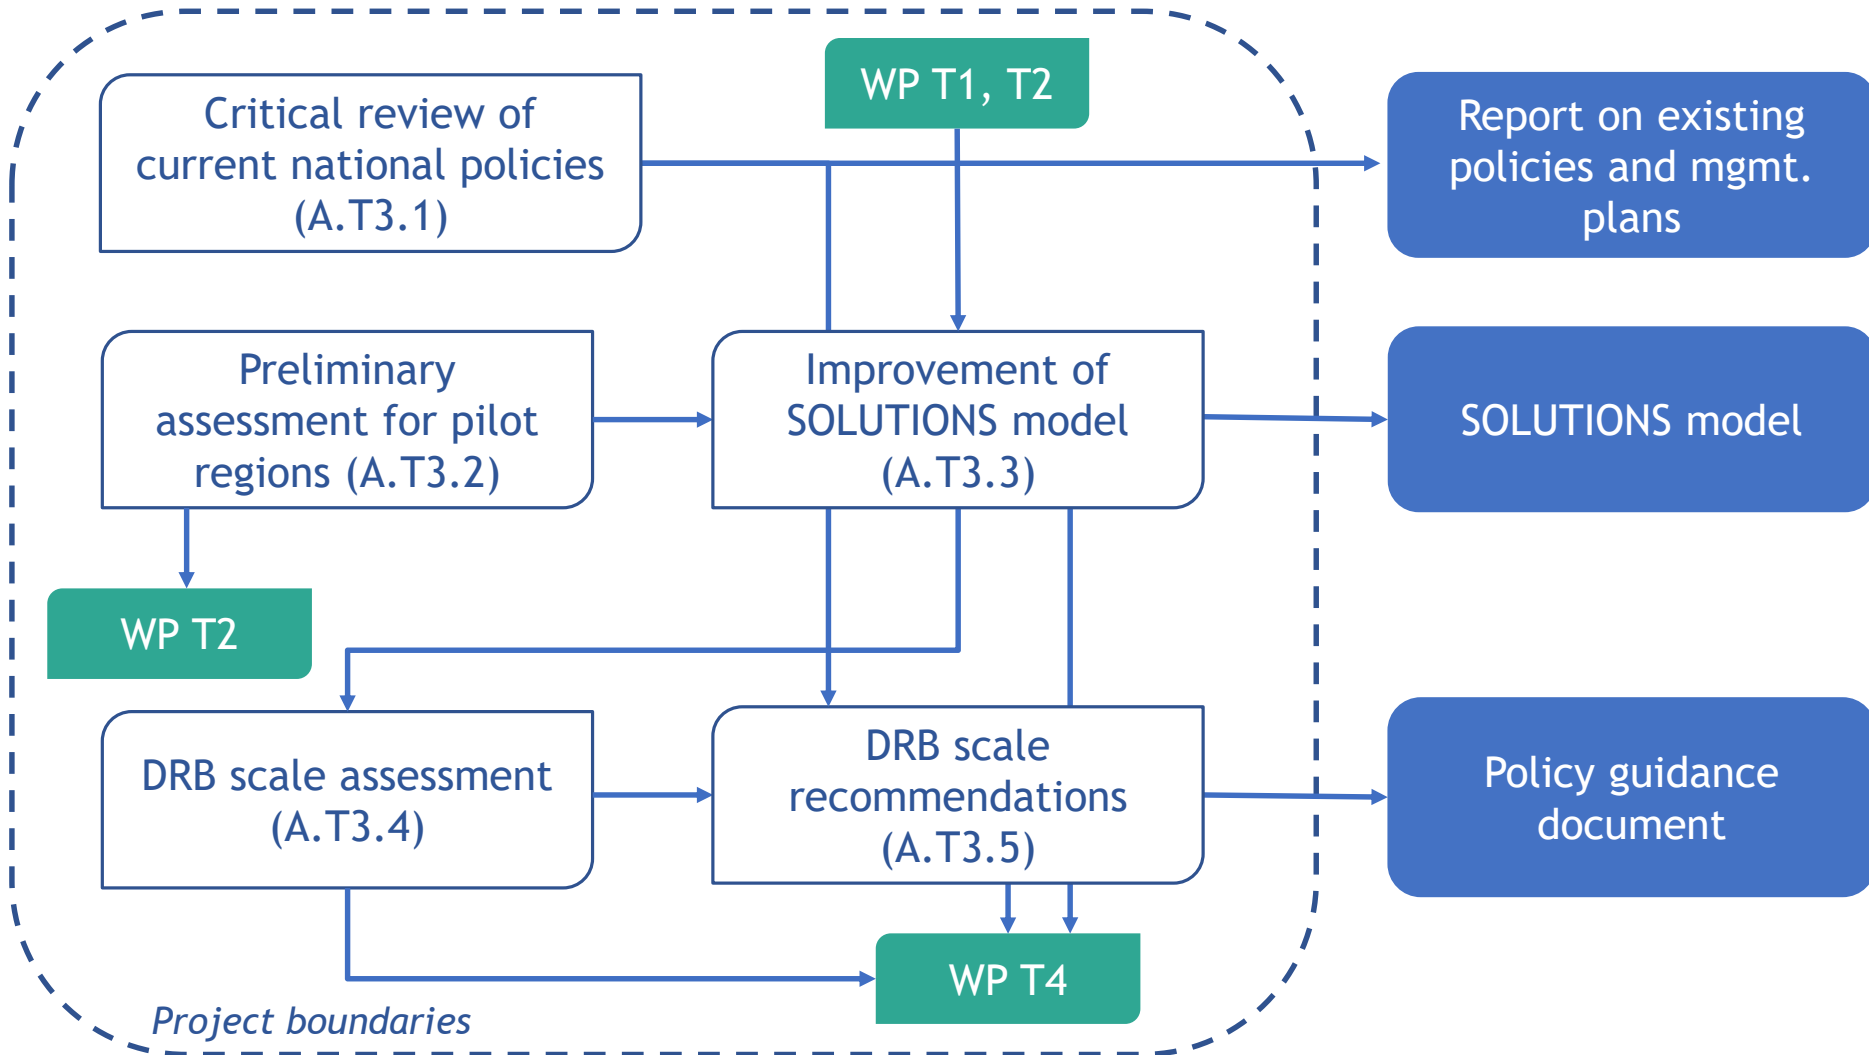 Critical review of
current national policies
(A.T3.1)
WP T1, T2
Report on existing
policies and mgmt.
plans
Preliminary
assessment for pilot
regions (A.T3.2)
Improvement of
SOLUTIONS model
(A.T3.3)
SOLUTIONS model
WP T2
DRB scale assessment
(A.T3.4)
DRB scale
recommendations
(A.T3.5)
Policy guidance
document
WP T4
Project boundaries